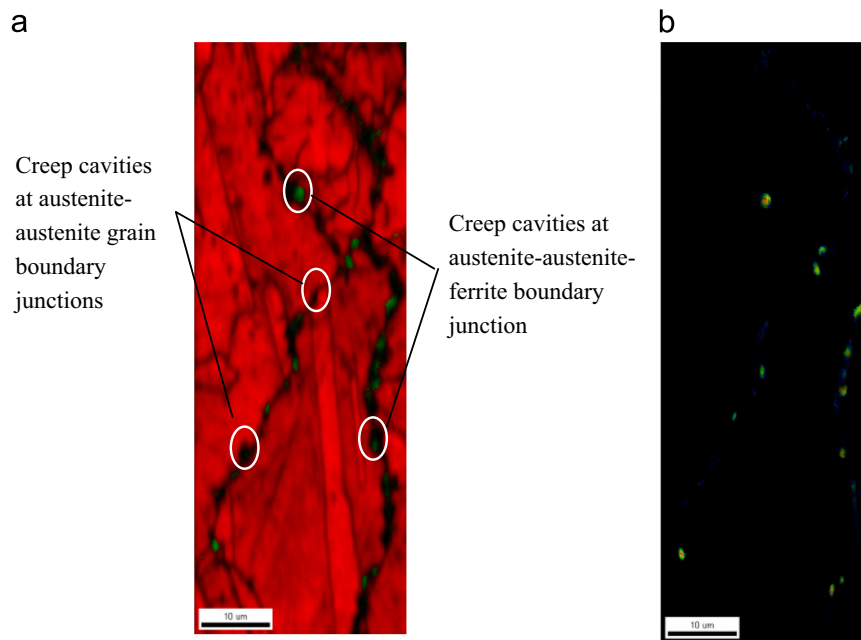 a
b
Creep cavities
at austenite-
austenite grain
boundary
junctions
Creep cavities at
austenite-austenite-
ferrite boundary
junction
10 um
10 um